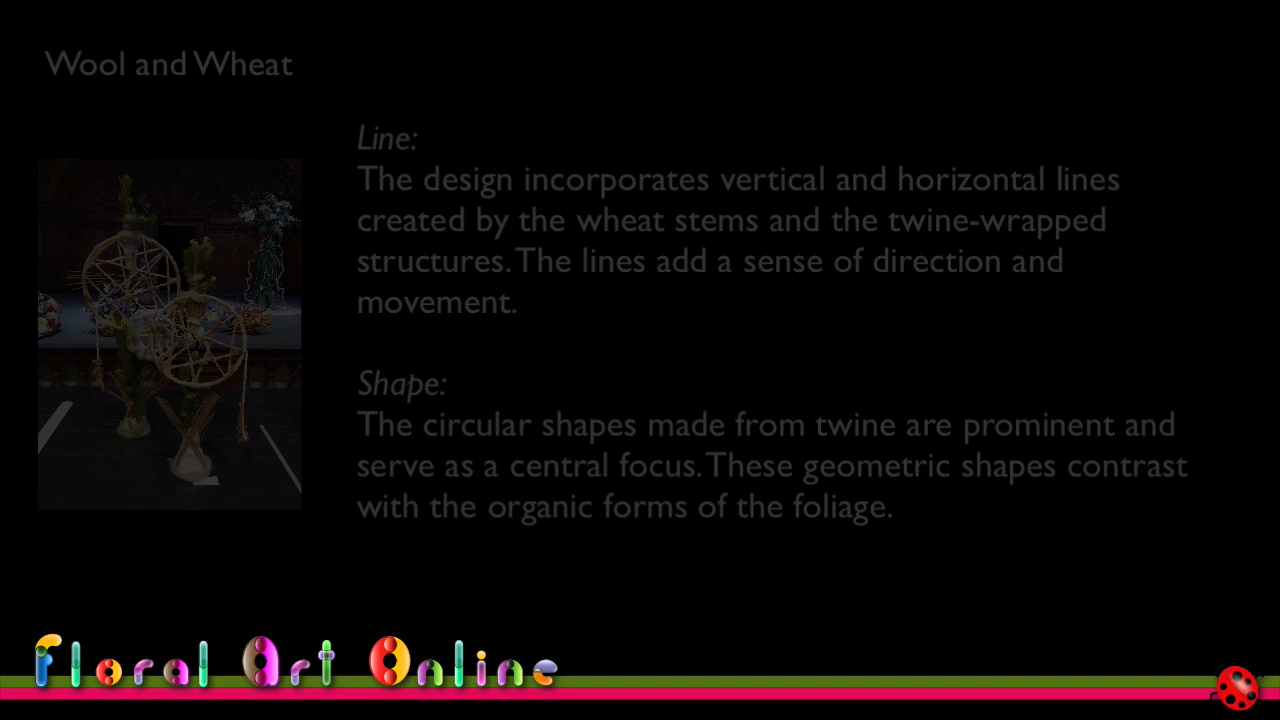 Wool and Wheat
Line:
The design incorporates vertical and horizontal lines
created by the wheat stems and the twine-wrapped
structures. The lines add a sense of direction and
movement.
Shape:
The circular shapes made from twine are prominent and
serve as a central focus. These geometric shapes contrast
with the organic forms of the foliage.
Floral Art Online